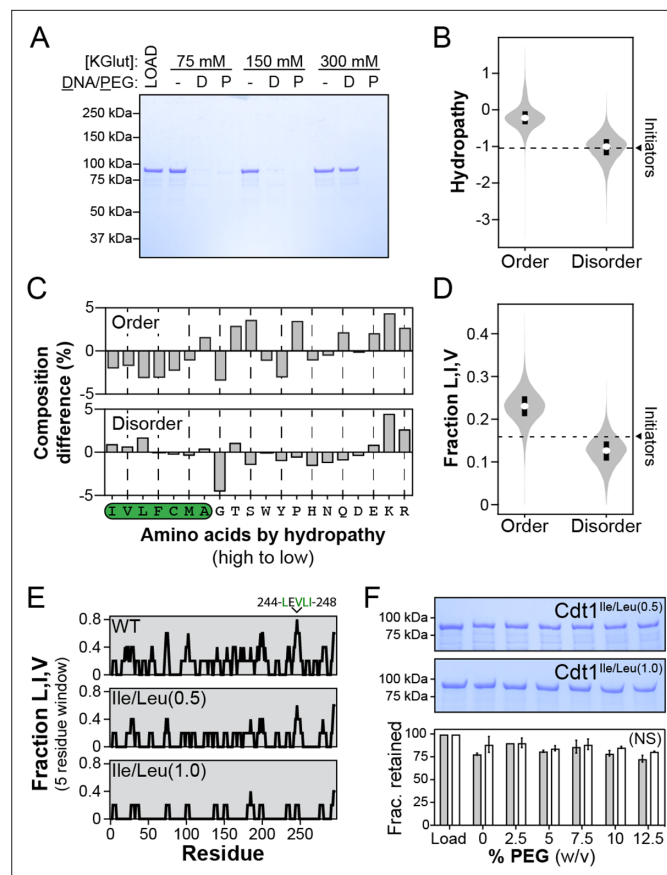 A
[KGlut]: LOAD 75 mM 150 mM 300 mM
DNA/PEG: - D P - D P - D P
250 kDa
150 kDa
100 kDa
75 kDa
50 kDa
37 kDa
B
Hydropathy
1
0
-1
-2
-3
Order Disorder
Initiators
C
Composition
difference (%)
5
Order
0
-5
5
Disorder
0
-5
I V L F C M A G T S W Y P H N Q D E K R
Amino acids by hydropathy
(high to low)
D
Fraction L,I,V
0.4
0.3
0.2
0.1
0
Order Disorder
Initiators
E
244-LEVLI-248
Fraction L,I,V
(5 residue window)
0.8
WT
0.4
0
0.8
Ile/Leu(0.5)
0.4
0
0.8
Ile/Leu(1.0)
0.4
0
0 50 100 150 200 250
Residue
F
100 kDa
75 kDa
Cdt1Ile/Leu(0.5)
100 kDa
75 kDa
Cdt1Ile/Leu(1.0)
Frac. retained
100
75
50
25
0
(NS)
Load 0 2.5 5 7.5 10 12.5
% PEG (w/v)